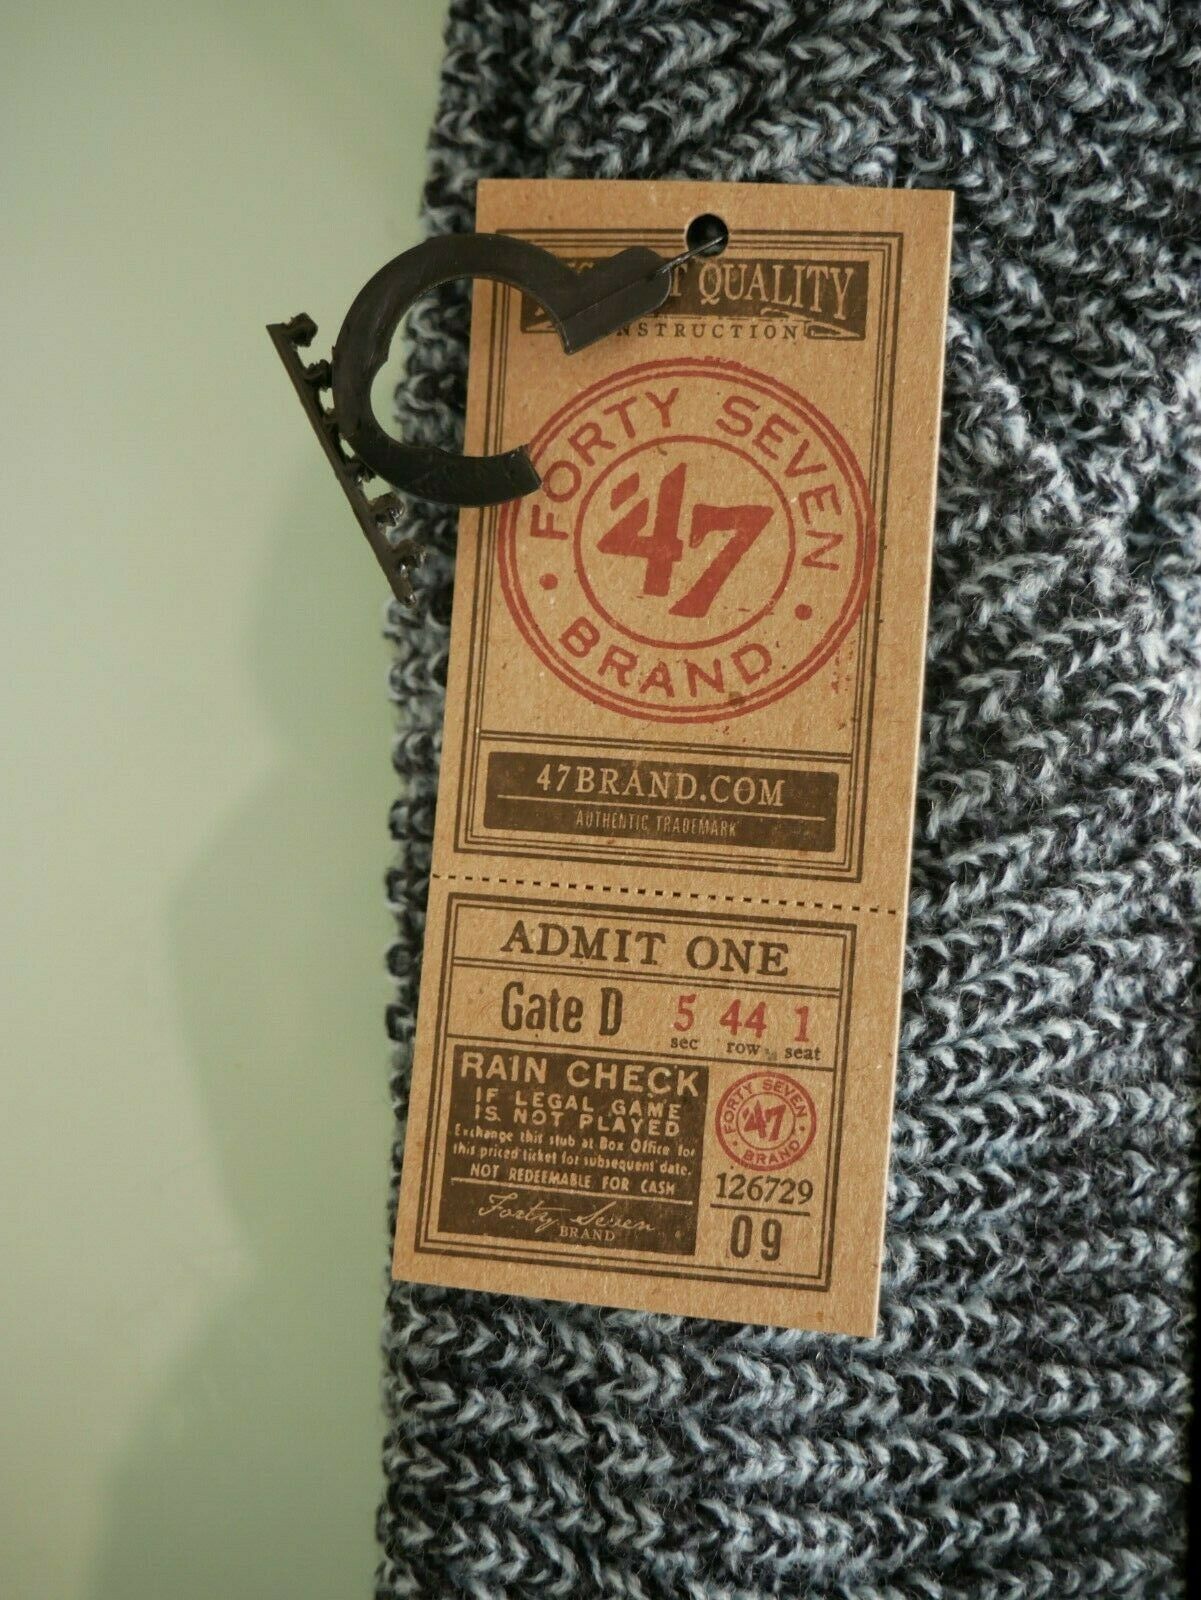 QUALITY
CONSTRUCTION
FORTY SEVEN
'47
BRAND
47BRAND.COM
AUTHENTIC TRADEMARK
ADMIT ONE
Gate D 5 44 1
sec row seat
RAIN CHECK
IF LEGAL GAME
IS NOT PLAYED
Exchange this stub at Box Office for
this priced ticket for subsequent date.
NOT REDEEMABLE FOR CASH
Forty Seven
BRAND
FORTY SEVEN
'47
BRAND
126729
09